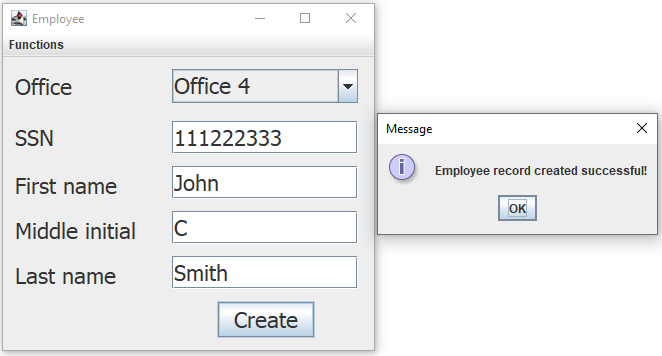 Employee
Functions
Office
Office 4
SSN
111222333
First name
John
Middle initial
C
Last name
Smith
Create
Message
Employee record created successful!
OK